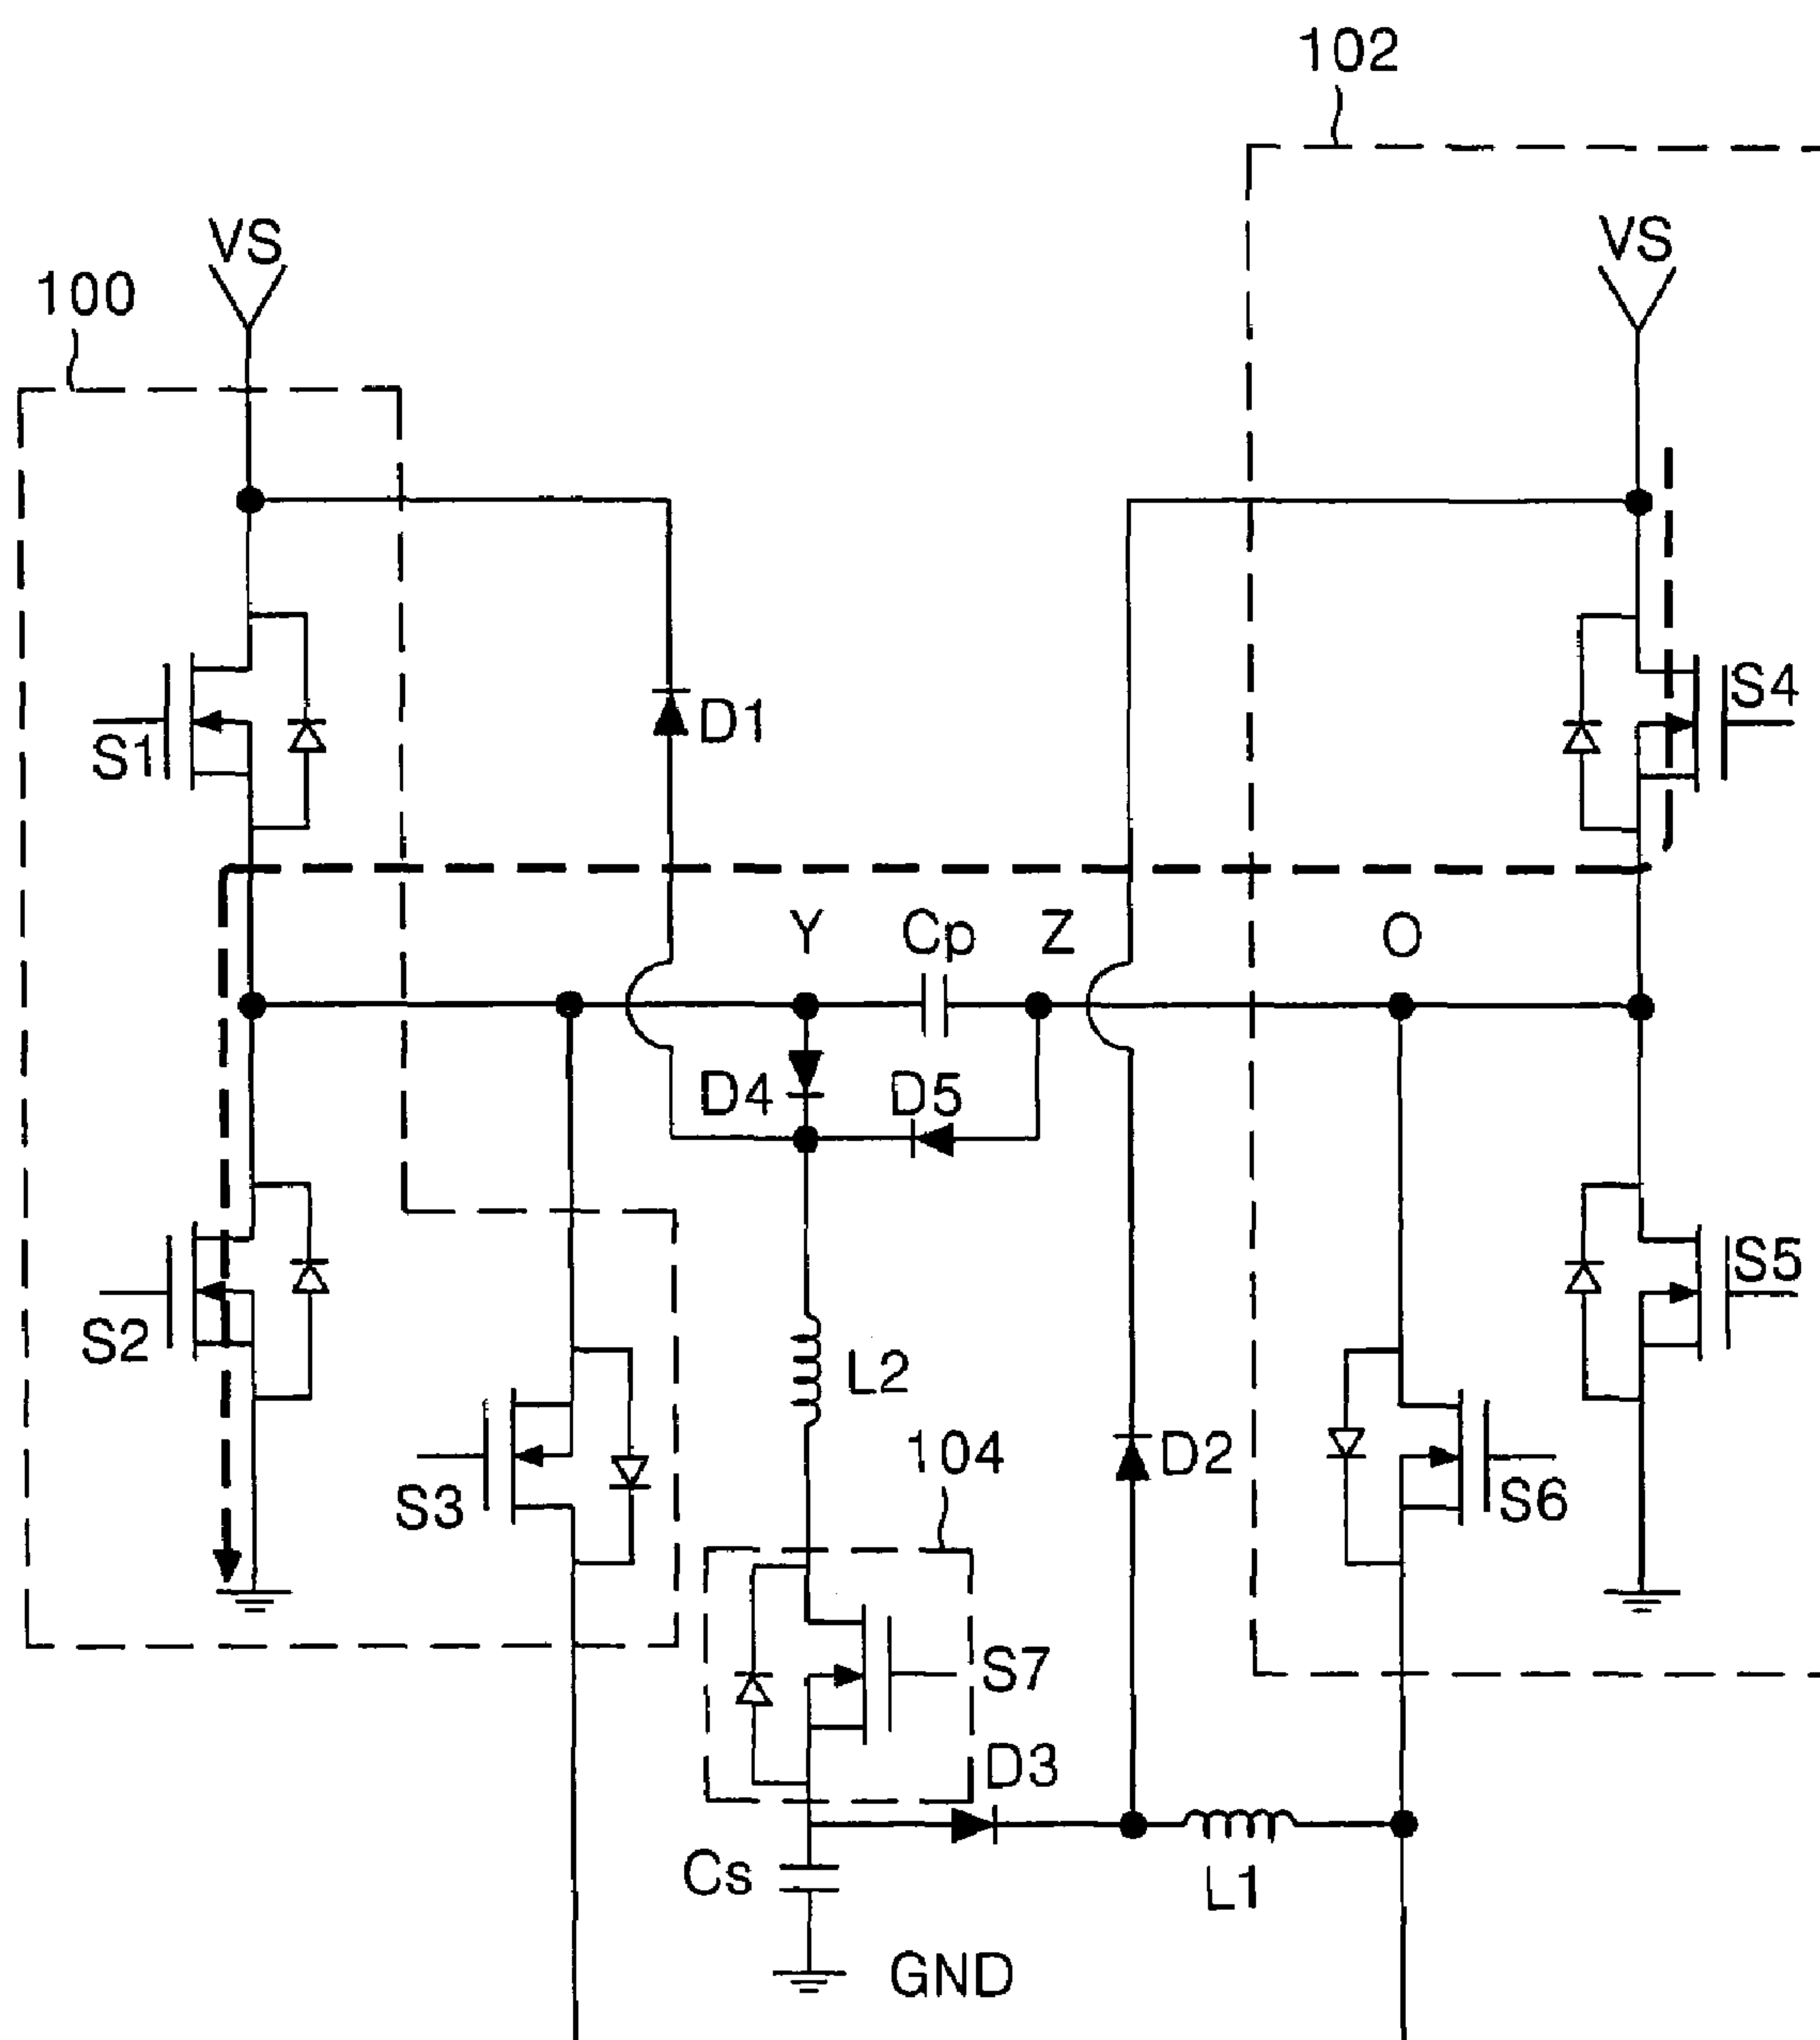 102
VS
VS
100
S4
D1
S1
Y
Cp
Z
O
D4
D5
S5
S2
L2
104
D2
S3
S6
S7
D3
Cs
L1
GND